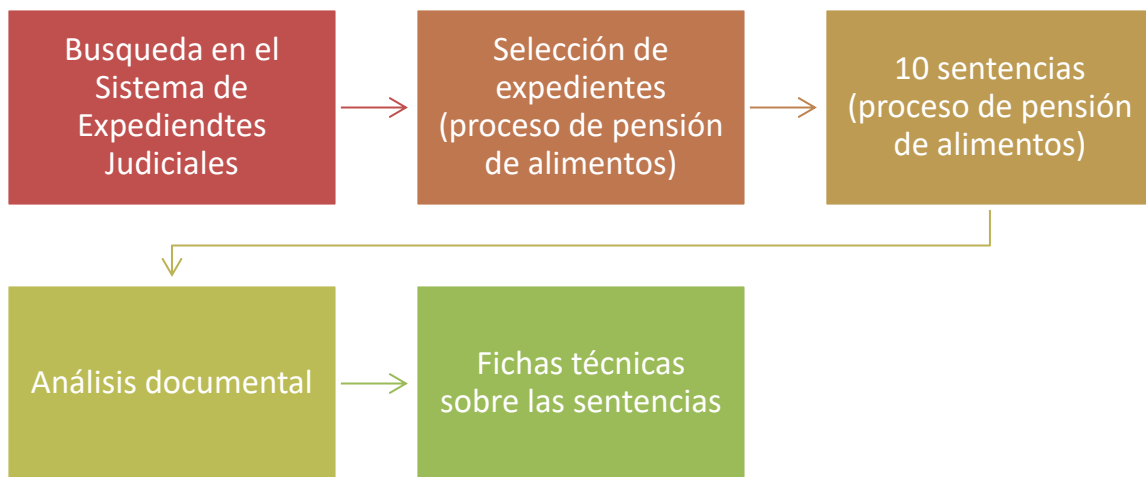 Busqueda en el
Sistema de
Expediendtes
Judiciales
Selección de
expedientes
(proceso de pensión
de alimentos)
10 sentencias
(proceso de pensión
de alimentos)
Análisis documental
Fichas técnicas
sobre las sentencias